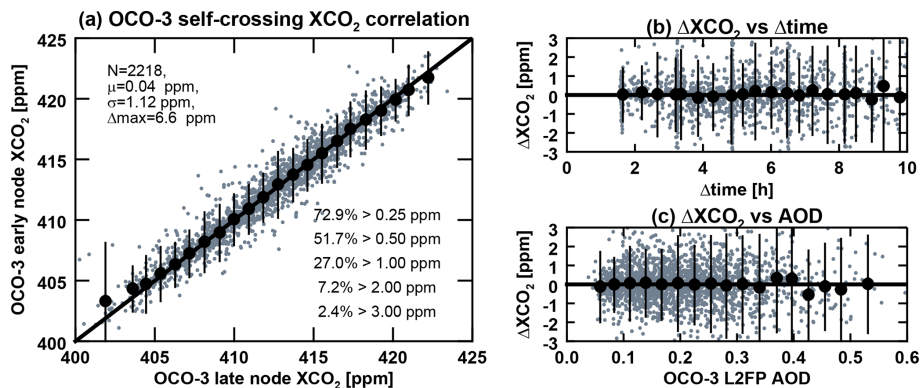 (a) OCO-3 self-crossing XCO₂ correlation
425
420
415
410
405
400
400 405 410 415 420 425
OCO-3 early node XCO₂ [ppm]
OCO-3 late node XCO₂ [ppm]
N=2218,
μ=0.04 ppm,
σ=1.12 ppm,
Δmax=6.6 ppm
72.9% > 0.25 ppm
51.7% > 0.50 ppm
27.0% > 1.00 ppm
7.2% > 2.00 ppm
2.4% > 3.00 ppm
(b) ΔXCO₂ vs Δtime
3
2
1
0
-1
-2
-3
0 2 4 6 8 10
ΔXCO₂ [ppm]
Δtime [h]
(c) ΔXCO₂ vs AOD
3
2
1
0
-1
-2
-3
0.0 0.1 0.2 0.3 0.4 0.5 0.6
ΔXCO₂ [ppm]
OCO-3 L2FP AOD